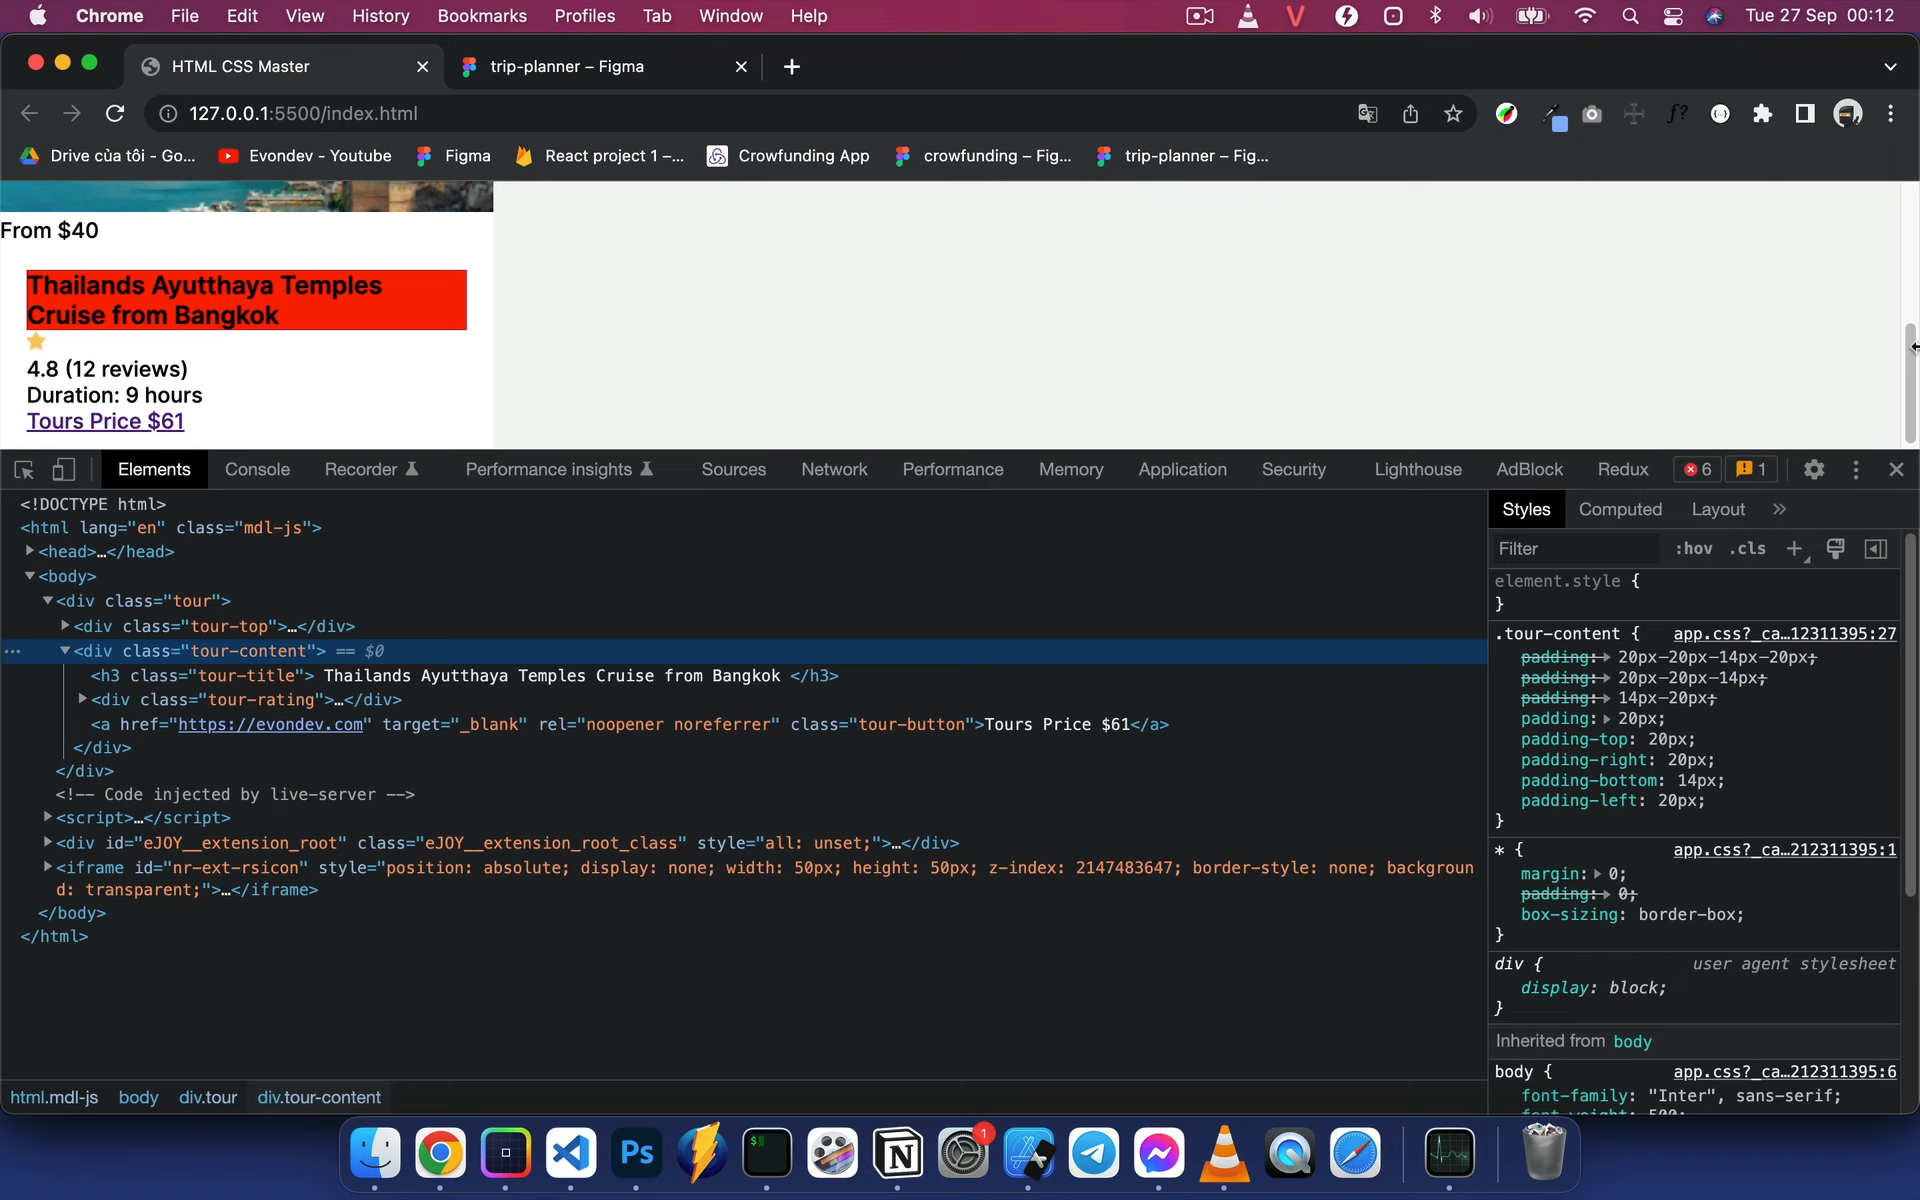 Chrome File Edit View History Bookmarks Profiles Tab Window Help Tue 27 Sep 00:12
HTML CSS Master
trip-planner – Figma
127.0.0.1:5500/index.html
Drive của tôi - Go... Evondev - Youtube Figma React project 1 –... Crowfunding App crowfunding – Fig... trip-planner – Fig...
From $40
Thailands Ayutthaya Temples
Cruise from Bangkok
4.8 (12 reviews)
Duration: 9 hours
Tours Price $61
Elements Console Recorder Performance insights Sources Network Performance Memory Application Security Lighthouse AdBlock Redux 6 1
<!DOCTYPE html>
<html lang="en" class="mdl-js">
<head>…</head>
<body>
<div class="tour">
<div class="tour-top">…</div>
<div class="tour-content"> == $0
<h3 class="tour-title"> Thailands Ayutthaya Temples Cruise from Bangkok </h3>
<div class="tour-rating">…</div>
<a href="https://evondev.com" target="_blank" rel="noopener noreferrer" class="tour-button">Tours Price $61</a>
</div>
</div>
<!-- Code injected by live-server -->
<script>…</script>
<div id="eJOY__extension_root" class="eJOY__extension_root_class" style="all: unset;">…</div>
<iframe id="nr-ext-rsicon" style="position: absolute; display: none; width: 50px; height: 50px; z-index: 2147483647; border-style: none; backgroun
d: transparent;">…</iframe>
</body>
</html>
html.mdl-js body div.tour div.tour-content
Styles Computed Layout »
Filter :hov .cls
element.style {
}
.tour-content { app.css?_ca…12311395:27
padding: 20px 20px 14px 20px;
padding: 20px 20px 14px;
padding: 14px 20px;
padding: 20px;
padding-top: 20px;
padding-right: 20px;
padding-bottom: 14px;
padding-left: 20px;
}
* { app.css?_ca…212311395:1
margin: 0;
padding: 0;
box-sizing: border-box;
}
div { user agent stylesheet
display: block;
}
Inherited from body
body { app.css?_ca…212311395:6
font-family: "Inter", sans-serif;
font-weight: 500;
Ps
1